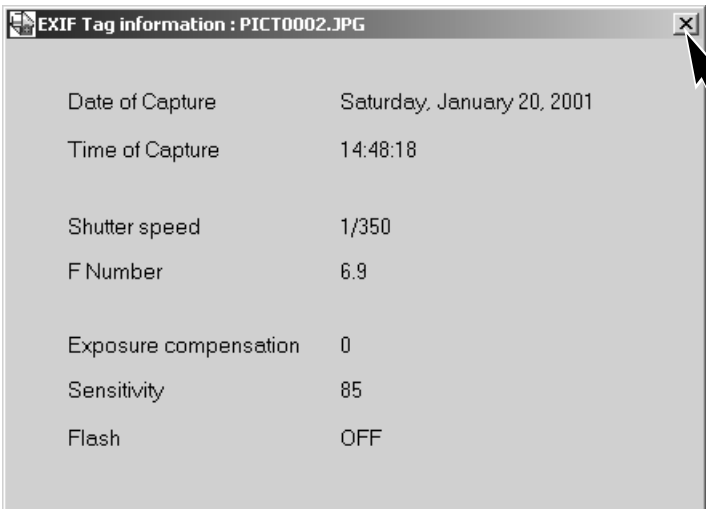 EXIF Tag information : PICT0002.JPG
Date of Capture Saturday, January 20, 2001
Time of Capture 14:48:18
Shutter speed 1/350
F Number 6.9
Exposure compensation 0
Sensitivity 85
Flash OFF